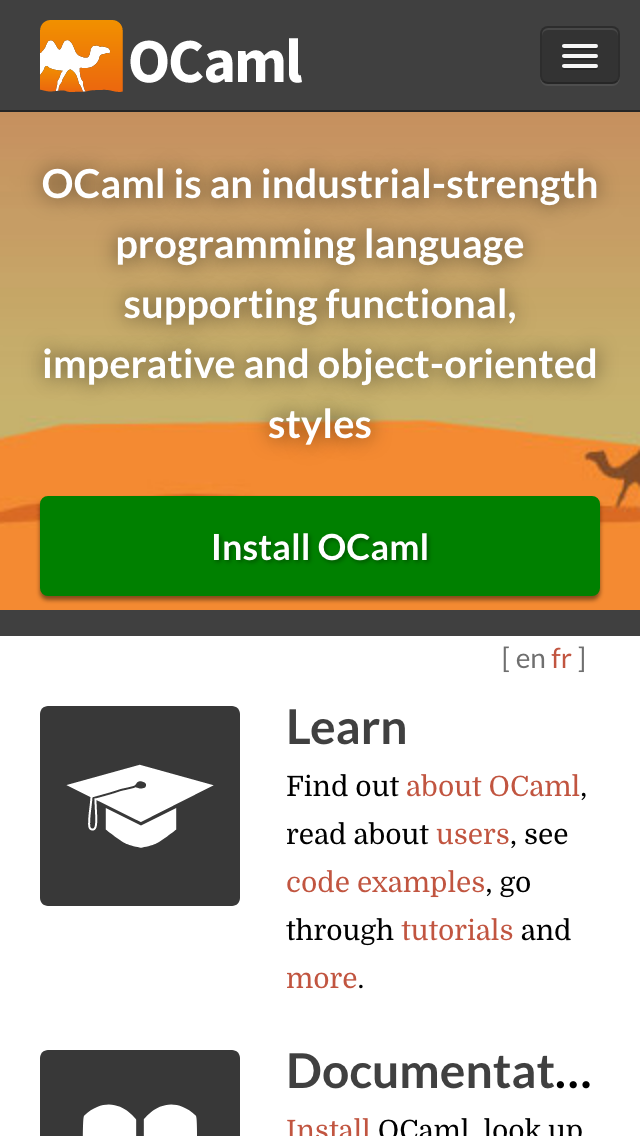 OCaml
OCaml is an industrial-strength
programming language
supporting functional,
imperative and object-oriented
styles
Install OCaml
[ en fr ]
Learn
Find out about OCaml,
read about users, see
code examples, go
through tutorials and
more.
Documentat...
Install OCaml, look up